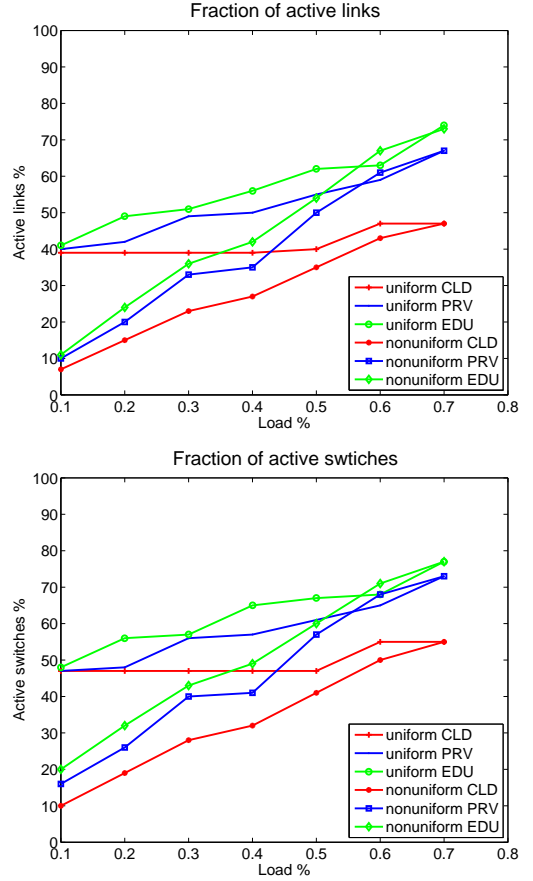 Fraction of active links
100
90
80
70
60
50
40
30
20
10
0
Active links %
uniform CLD
uniform PRV
uniform EDU
nonuniform CLD
nonuniform PRV
nonuniform EDU
0.1 0.2 0.3 0.4 0.5 0.6 0.7 0.8
Load %
Fraction of active swtiches
100
90
80
70
60
50
40
30
20
10
0
Active switches %
uniform CLD
uniform PRV
uniform EDU
nonuniform CLD
nonuniform PRV
nonuniform EDU
0.1 0.2 0.3 0.4 0.5 0.6 0.7 0.8
Load %